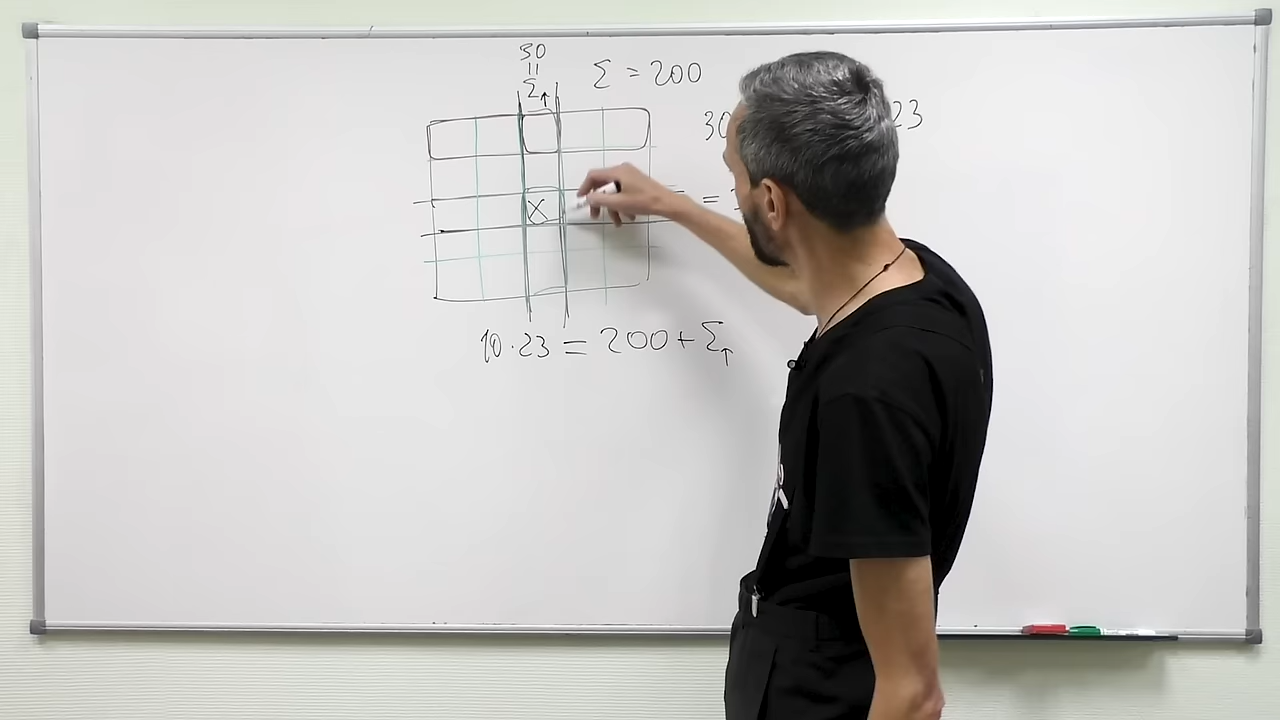 30
=
Σ↑
Σ = 200
30
23
=
X
10·23 = 200 + Σ↑